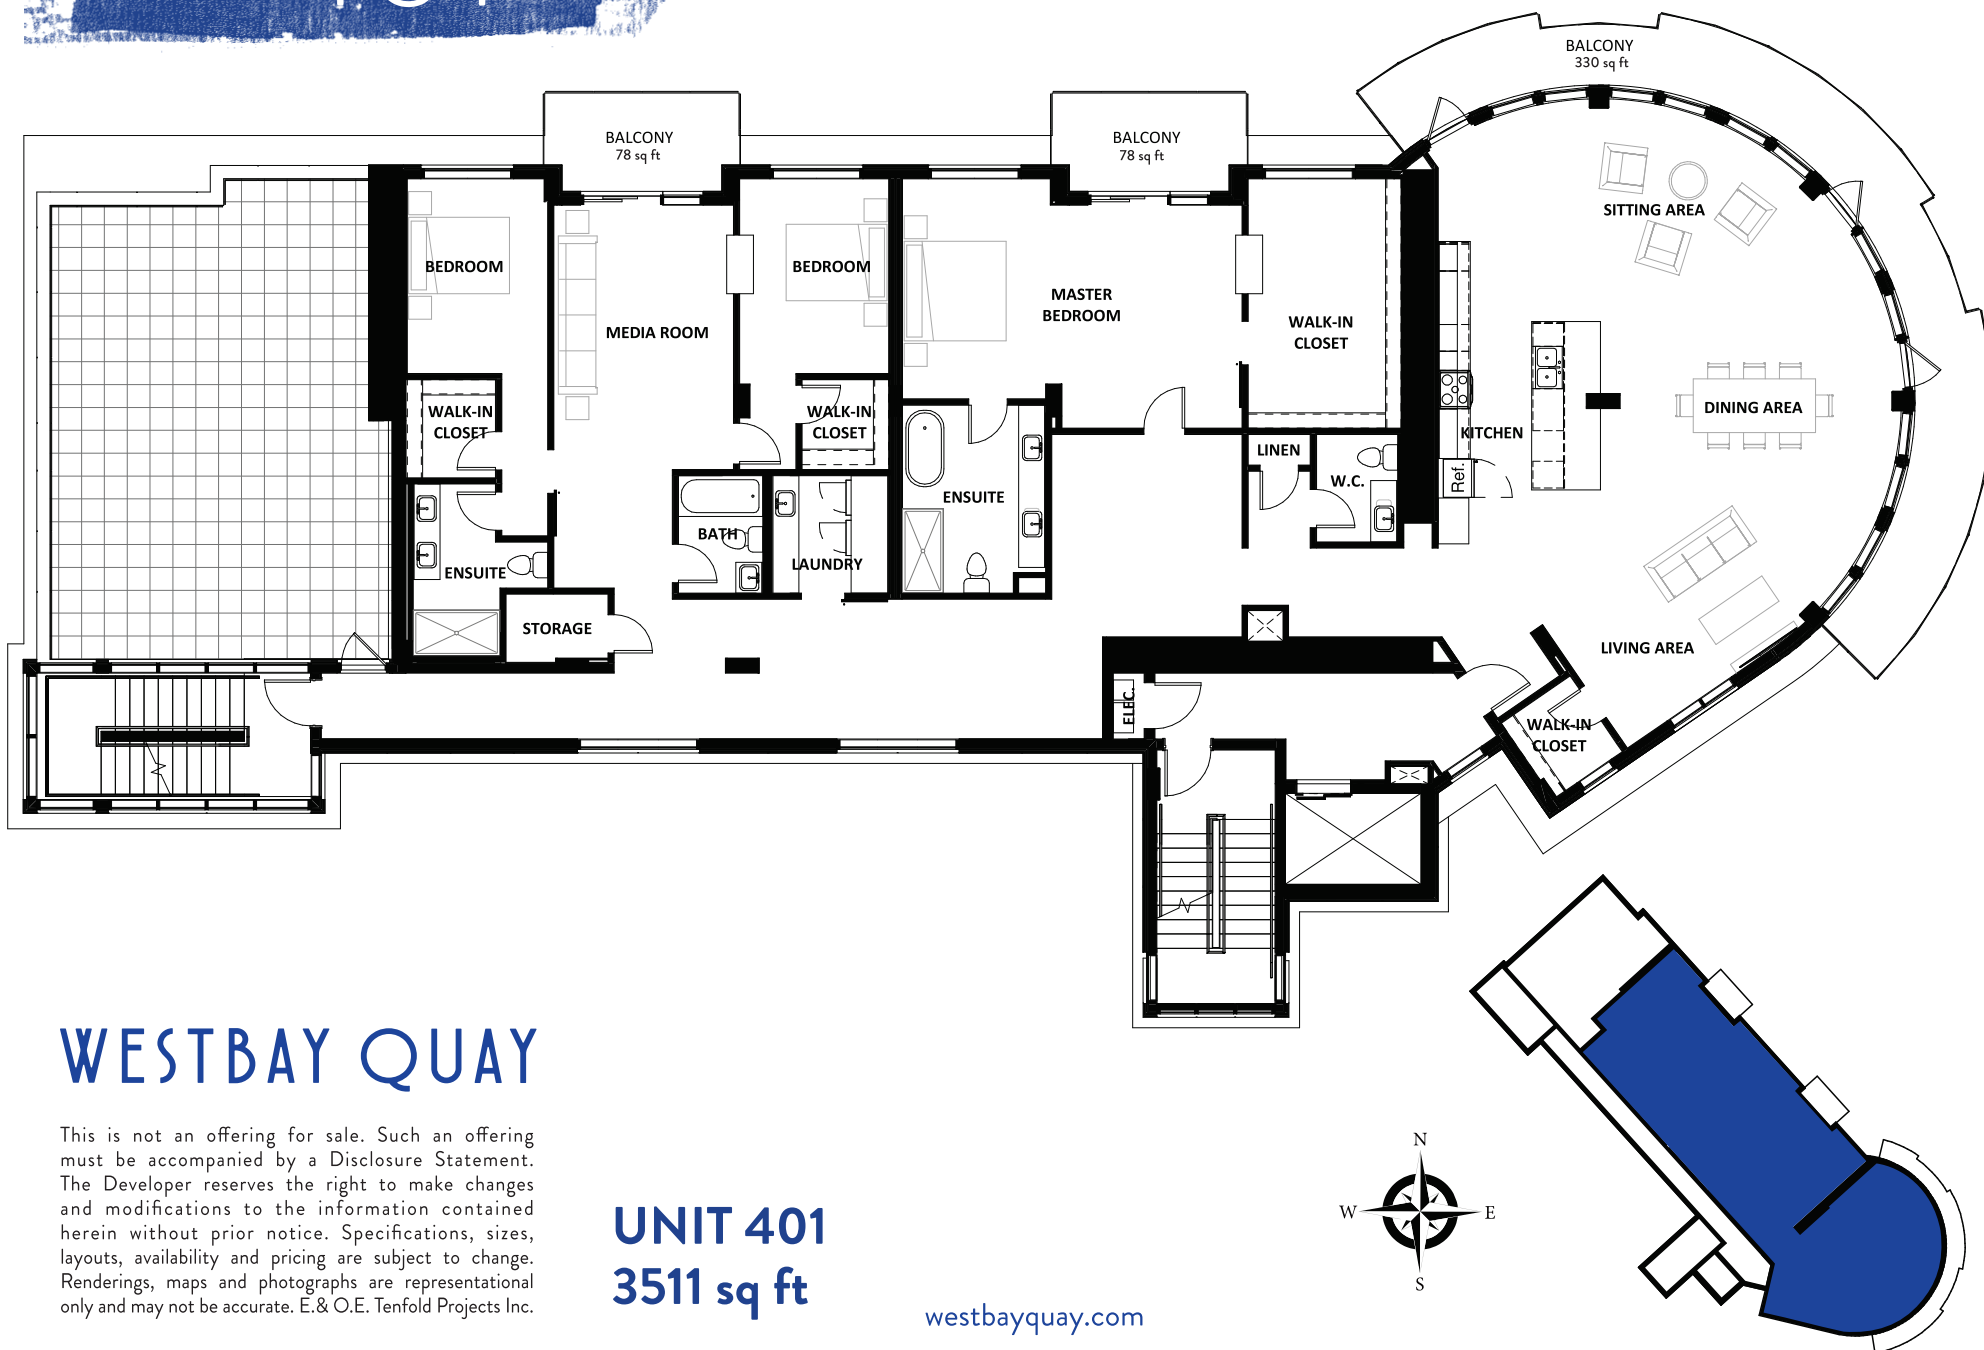 BALCONY
330 sq ft
BALCONY
78 sq ft
BALCONY
78 sq ft
SITTING AREA
BEDROOM
MEDIA ROOM
BEDROOM
MASTER
BEDROOM
WALK-IN
CLOSET
WALK-IN
CLOSET
WALK-IN
CLOSET
DINING AREA
KITCHEN
LINEN
W.C.
Ref.
ENSUITE
BATH
LAUNDRY
ENSUITE
STORAGE
LIVING AREA
ELEC.
WALK-IN
CLOSET
WESTBAY QUAY
This is not an offering for sale. Such an offering
must be accompanied by a Disclosure Statement.
The Developer reserves the right to make changes
and modifications to the information contained
herein without prior notice. Specifications, sizes,
layouts, availability and pricing are subject to change.
Renderings, maps and photographs are representational
only and may not be accurate. E.& O.E. Tenfold Projects Inc.
UNIT 401
3511 sq ft
westbayquay.com
N
W
E
S